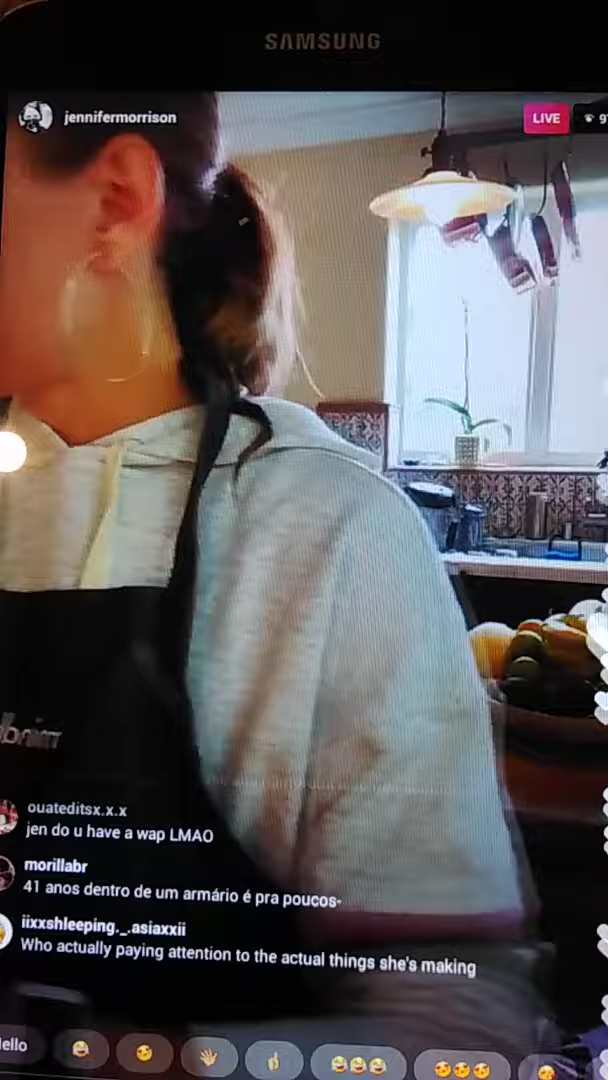 SAMSUNG
jennifermorrison
LIVE
ouateditsx.x.x
jen do u have a wap LMAO
morillabr
41 anos dentro de um armário é pra poucos-
iixxshleeping._.asiaxxii
Who actually paying attention to the actual things she's making